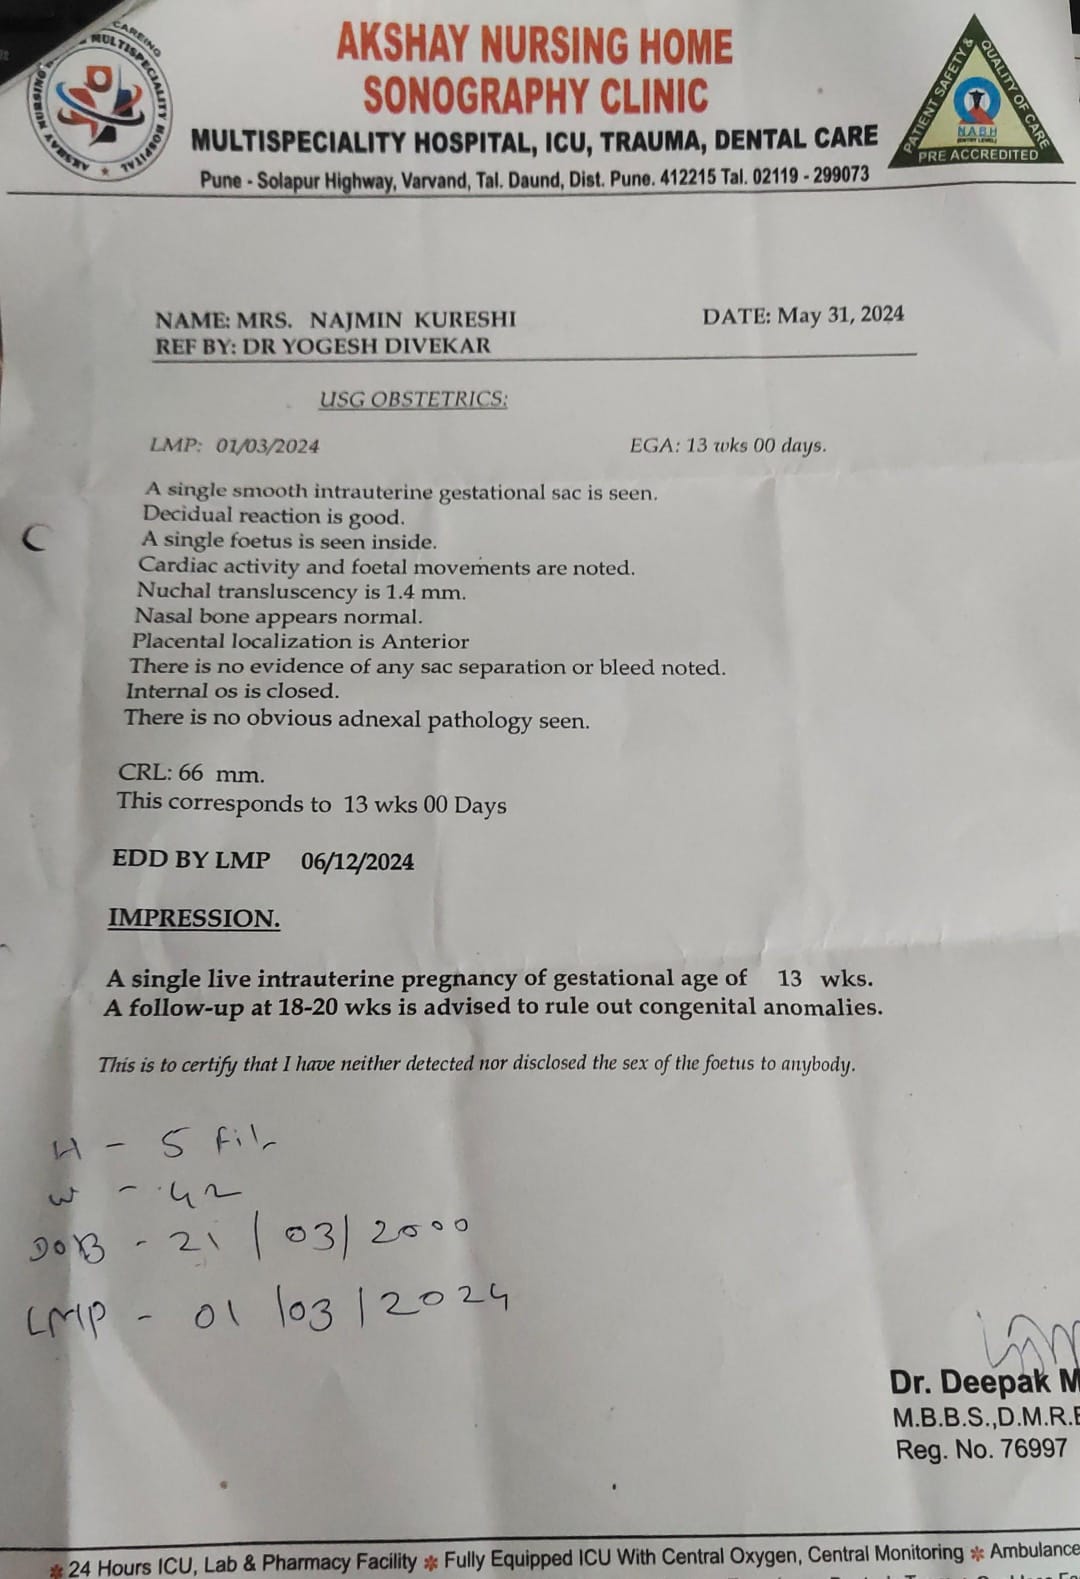 CAREING
MULTISPECIALITY HOSPITAL
AKSHAY NURSING
AKSHAY NURSING HOME
SONOGRAPHY CLINIC
MULTISPECIALITY HOSPITAL, ICU, TRAUMA, DENTAL CARE
Pune - Solapur Highway, Varvand, Tal. Daund, Dist. Pune. 412215 Tal. 02119 - 299073
PATIENT SAFETY & QUALITY OF CARE
N.A.B.H
(ENTRY LEVEL)
PRE ACCREDITED
NAME: MRS. NAJMIN KURESHI DATE: May 31, 2024
REF BY: DR YOGESH DIVEKAR
USG OBSTETRICS:
LMP: 01/03/2024 EGA: 13 wks 00 days.
A single smooth intrauterine gestational sac is seen.
Decidual reaction is good.
A single foetus is seen inside.
Cardiac activity and foetal movements are noted.
Nuchal transluscency is 1.4 mm.
Nasal bone appears normal.
Placental localization is Anterior
There is no evidence of any sac separation or bleed noted.
Internal os is closed.
There is no obvious adnexal pathology seen.
CRL: 66 mm.
This corresponds to 13 wks 00 Days
EDD BY LMP 06/12/2024
IMPRESSION.
A single live intrauterine pregnancy of gestational age of 13 wks.
A follow-up at 18-20 wks is advised to rule out congenital anomalies.
This is to certify that I have neither detected nor disclosed the sex of the foetus to anybody.
H - 5
W - 42
DOB - 21/03/2000
LMP - 01/03/2024
Dr. Deepak M
M.B.B.S.,D.M.R.E
Reg. No. 76997
* 24 Hours ICU, Lab & Pharmacy Facility * Fully Equipped ICU With Central Oxygen, Central Monitoring * Ambulance